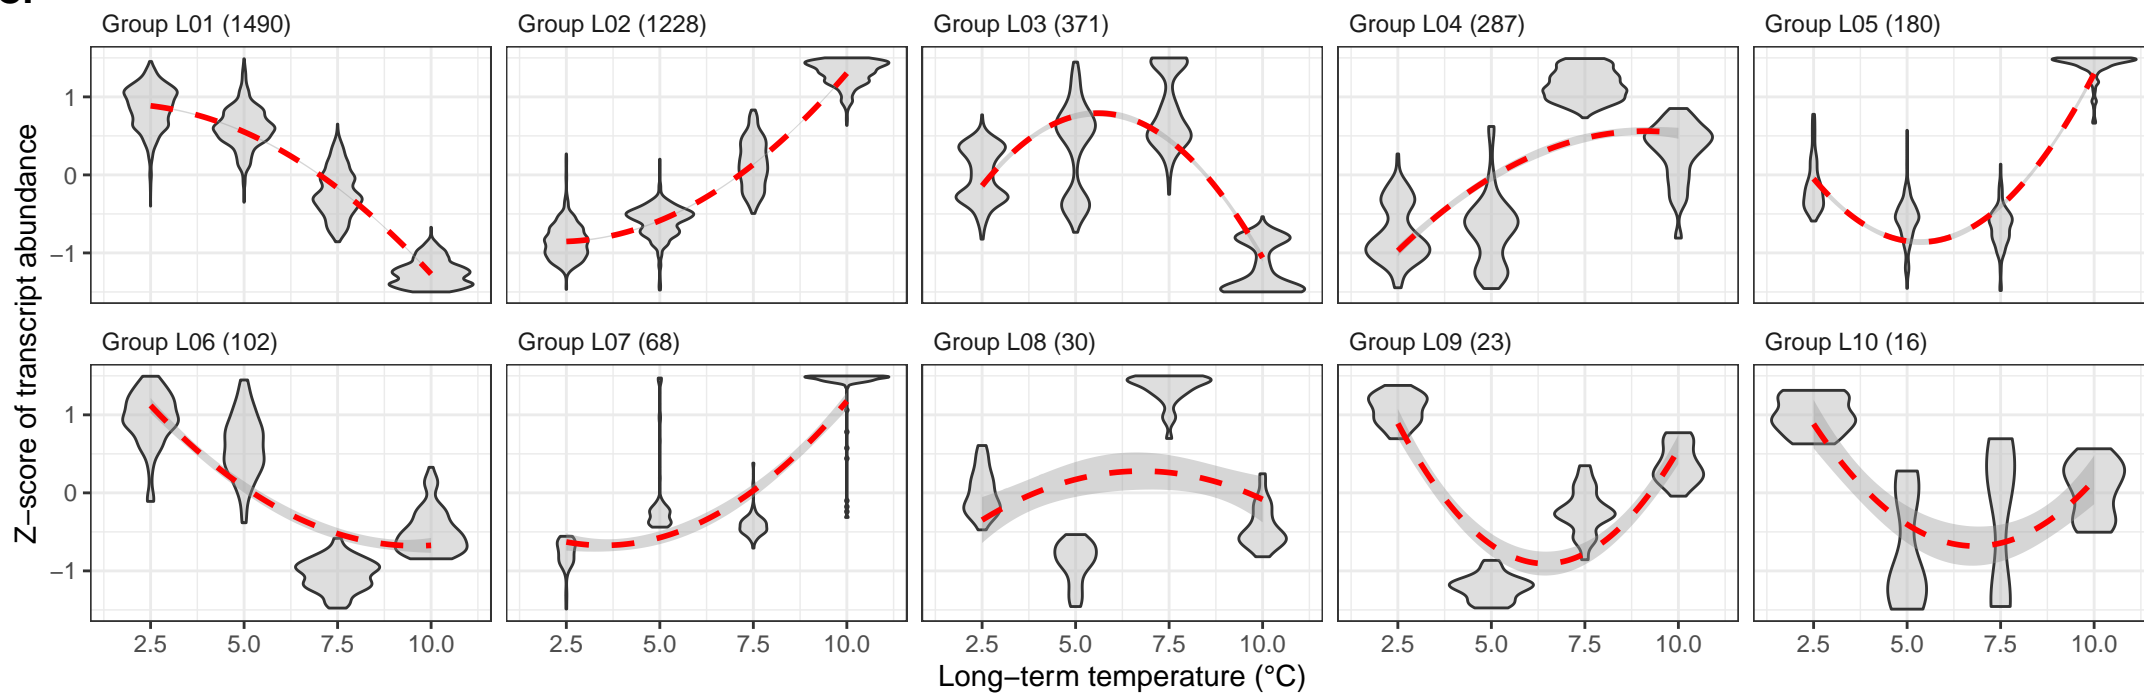 Group L01 (1490) Group L02 (1228) Group L03 (371) Group L04 (287) Group L05 (180)
1
0
−1
Group L06 (102) Group L07 (68) Group L08 (30) Group L09 (23) Group L10 (16)
1
0
−1
Z−score of transcript abundance
2.5 5.0 7.5 10.0 2.5 5.0 7.5 10.0 2.5 5.0 7.5 10.0 2.5 5.0 7.5 10.0 2.5 5.0 7.5 10.0
Long−term temperature (°C)